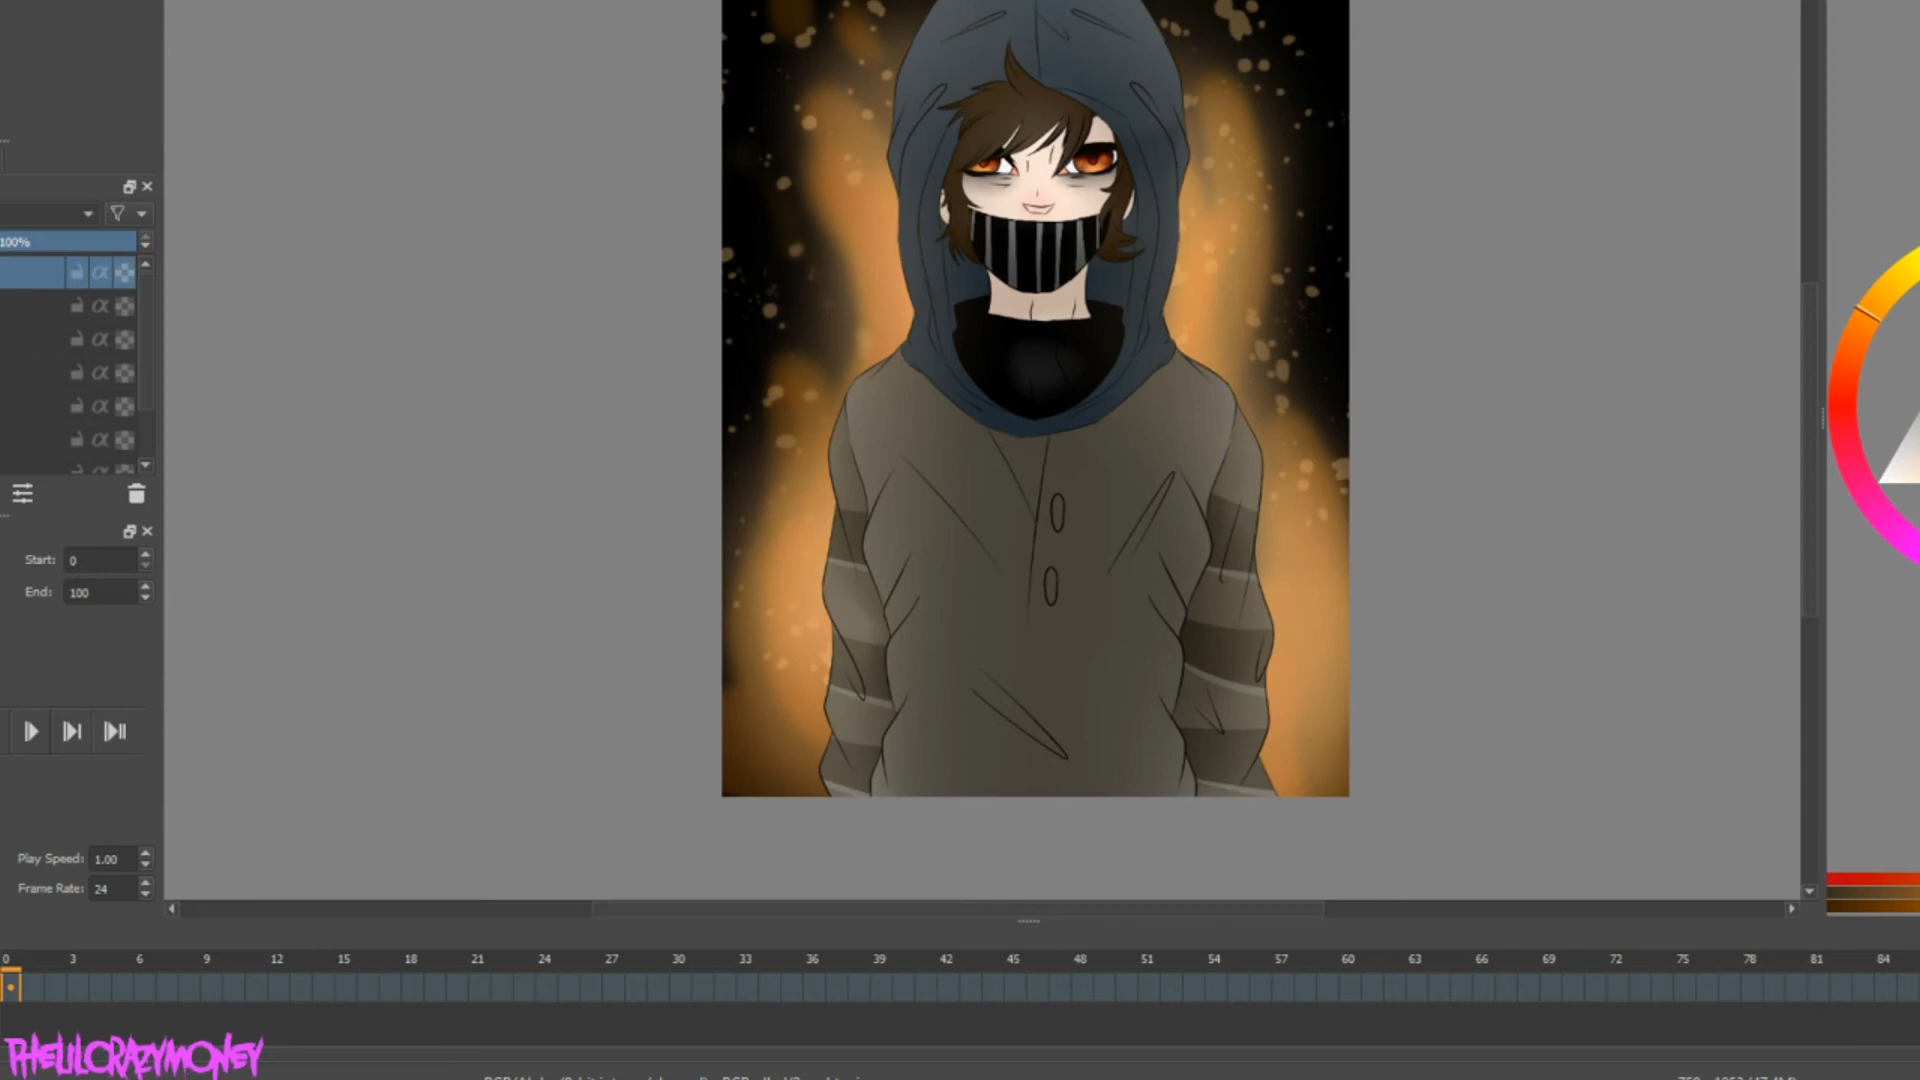 100%
Start: 0
End: 100
Play Speed: 1.00
Frame Rate: 24
0 3 6 9 12 15 18 21 24 27 30 33 36 39 42 45 48 51 54 57 60 63 66 69 72 75 78 81 84
THELILCRAZYMONEY